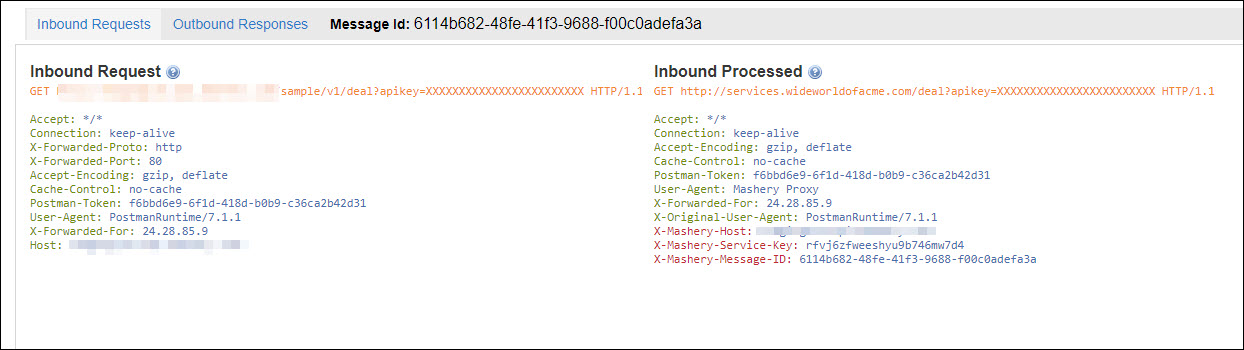 Inbound Requests Outbound Responses Message Id: 6114b682-48fe-41f3-9688-f00c0adefa3a
Inbound Request
GET sample/v1/deal?apikey=XXXXXXXXXXXXXXXXXXXXXXXX HTTP/1.1
Accept: */*
Connection: keep-alive
X-Forwarded-Proto: http
X-Forwarded-Port: 80
Accept-Encoding: gzip, deflate
Cache-Control: no-cache
Postman-Token: f6bbd6e9-6f1d-418d-b0b9-c36ca2b42d31
User-Agent: PostmanRuntime/7.1.1
X-Forwarded-For: 24.28.85.9
Host:
Inbound Processed
GET http://services.wideworldofacme.com/deal?apikey=XXXXXXXXXXXXXXXXXXXXXXXX HTTP/1.1
Accept: */*
Connection: keep-alive
Accept-Encoding: gzip, deflate
Cache-Control: no-cache
Postman-Token: f6bbd6e9-6f1d-418d-b0b9-c36ca2b42d31
User-Agent: Mashery Proxy
X-Forwarded-For: 24.28.85.9
X-Original-User-Agent: PostmanRuntime/7.1.1
X-Mashery-Host:
X-Mashery-Service-Key: rfvj6zfweeshyu9b746mw7d4
X-Mashery-Message-ID: 6114b682-48fe-41f3-9688-f00c0adefa3a